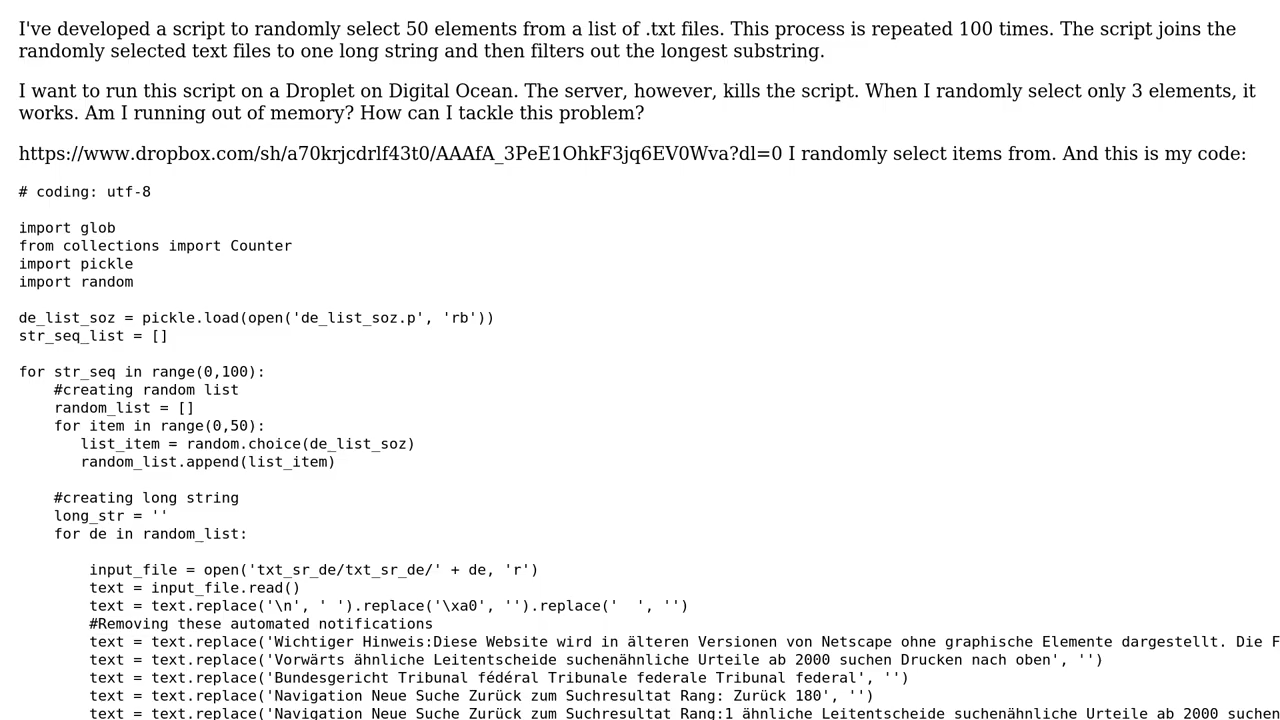 I've developed a script to randomly select 50 elements from a list of .txt files. This process is repeated 100 times. The script joins the
randomly selected text files to one long string and then filters out the longest substring.
I want to run this script on a Droplet on Digital Ocean. The server, however, kills the script. When I randomly select only 3 elements, it
works. Am I running out of memory? How can I tackle this problem?
https://www.dropbox.com/sh/a70krjcdrlf43t0/AAAfA_3PeE1OhkF3jq6EV0Wva?dl=0 I randomly select items from. And this is my code:
# coding: utf-8
import glob
from collections import Counter
import pickle
import random
de_list_soz = pickle.load(open('de_list_soz.p', 'rb'))
str_seq_list = []
for str_seq in range(0,100):
    #creating random list
    random_list = []
    for item in range(0,50):
       list_item = random.choice(de_list_soz)
       random_list.append(list_item)
    #creating long string
    long_str = ''
    for de in random_list:
        input_file = open('txt_sr_de/txt_sr_de/' + de, 'r')
        text = input_file.read()
        text = text.replace('\n', ' ').replace('\xa0', '').replace('  ', '')
        #Removing these automated notifications
        text = text.replace('Wichtiger Hinweis:Diese Website wird in älteren Versionen von Netscape ohne graphische Elemente dargestellt. Die F
        text = text.replace('Vorwärts ähnliche Leitentscheide suchenähnliche Urteile ab 2000 suchen Drucken nach oben', '')
        text = text.replace('Bundesgericht Tribunal fédéral Tribunale federale Tribunal federal', '')
        text = text.replace('Navigation Neue Suche Zurück zum Suchresultat Rang: Zurück 180', '')
        text = text.replace('Navigation Neue Suche Zurück zum Suchresultat Rang:1 ähnliche Leitentscheide suchenähnliche Urteile ab 2000 suchen